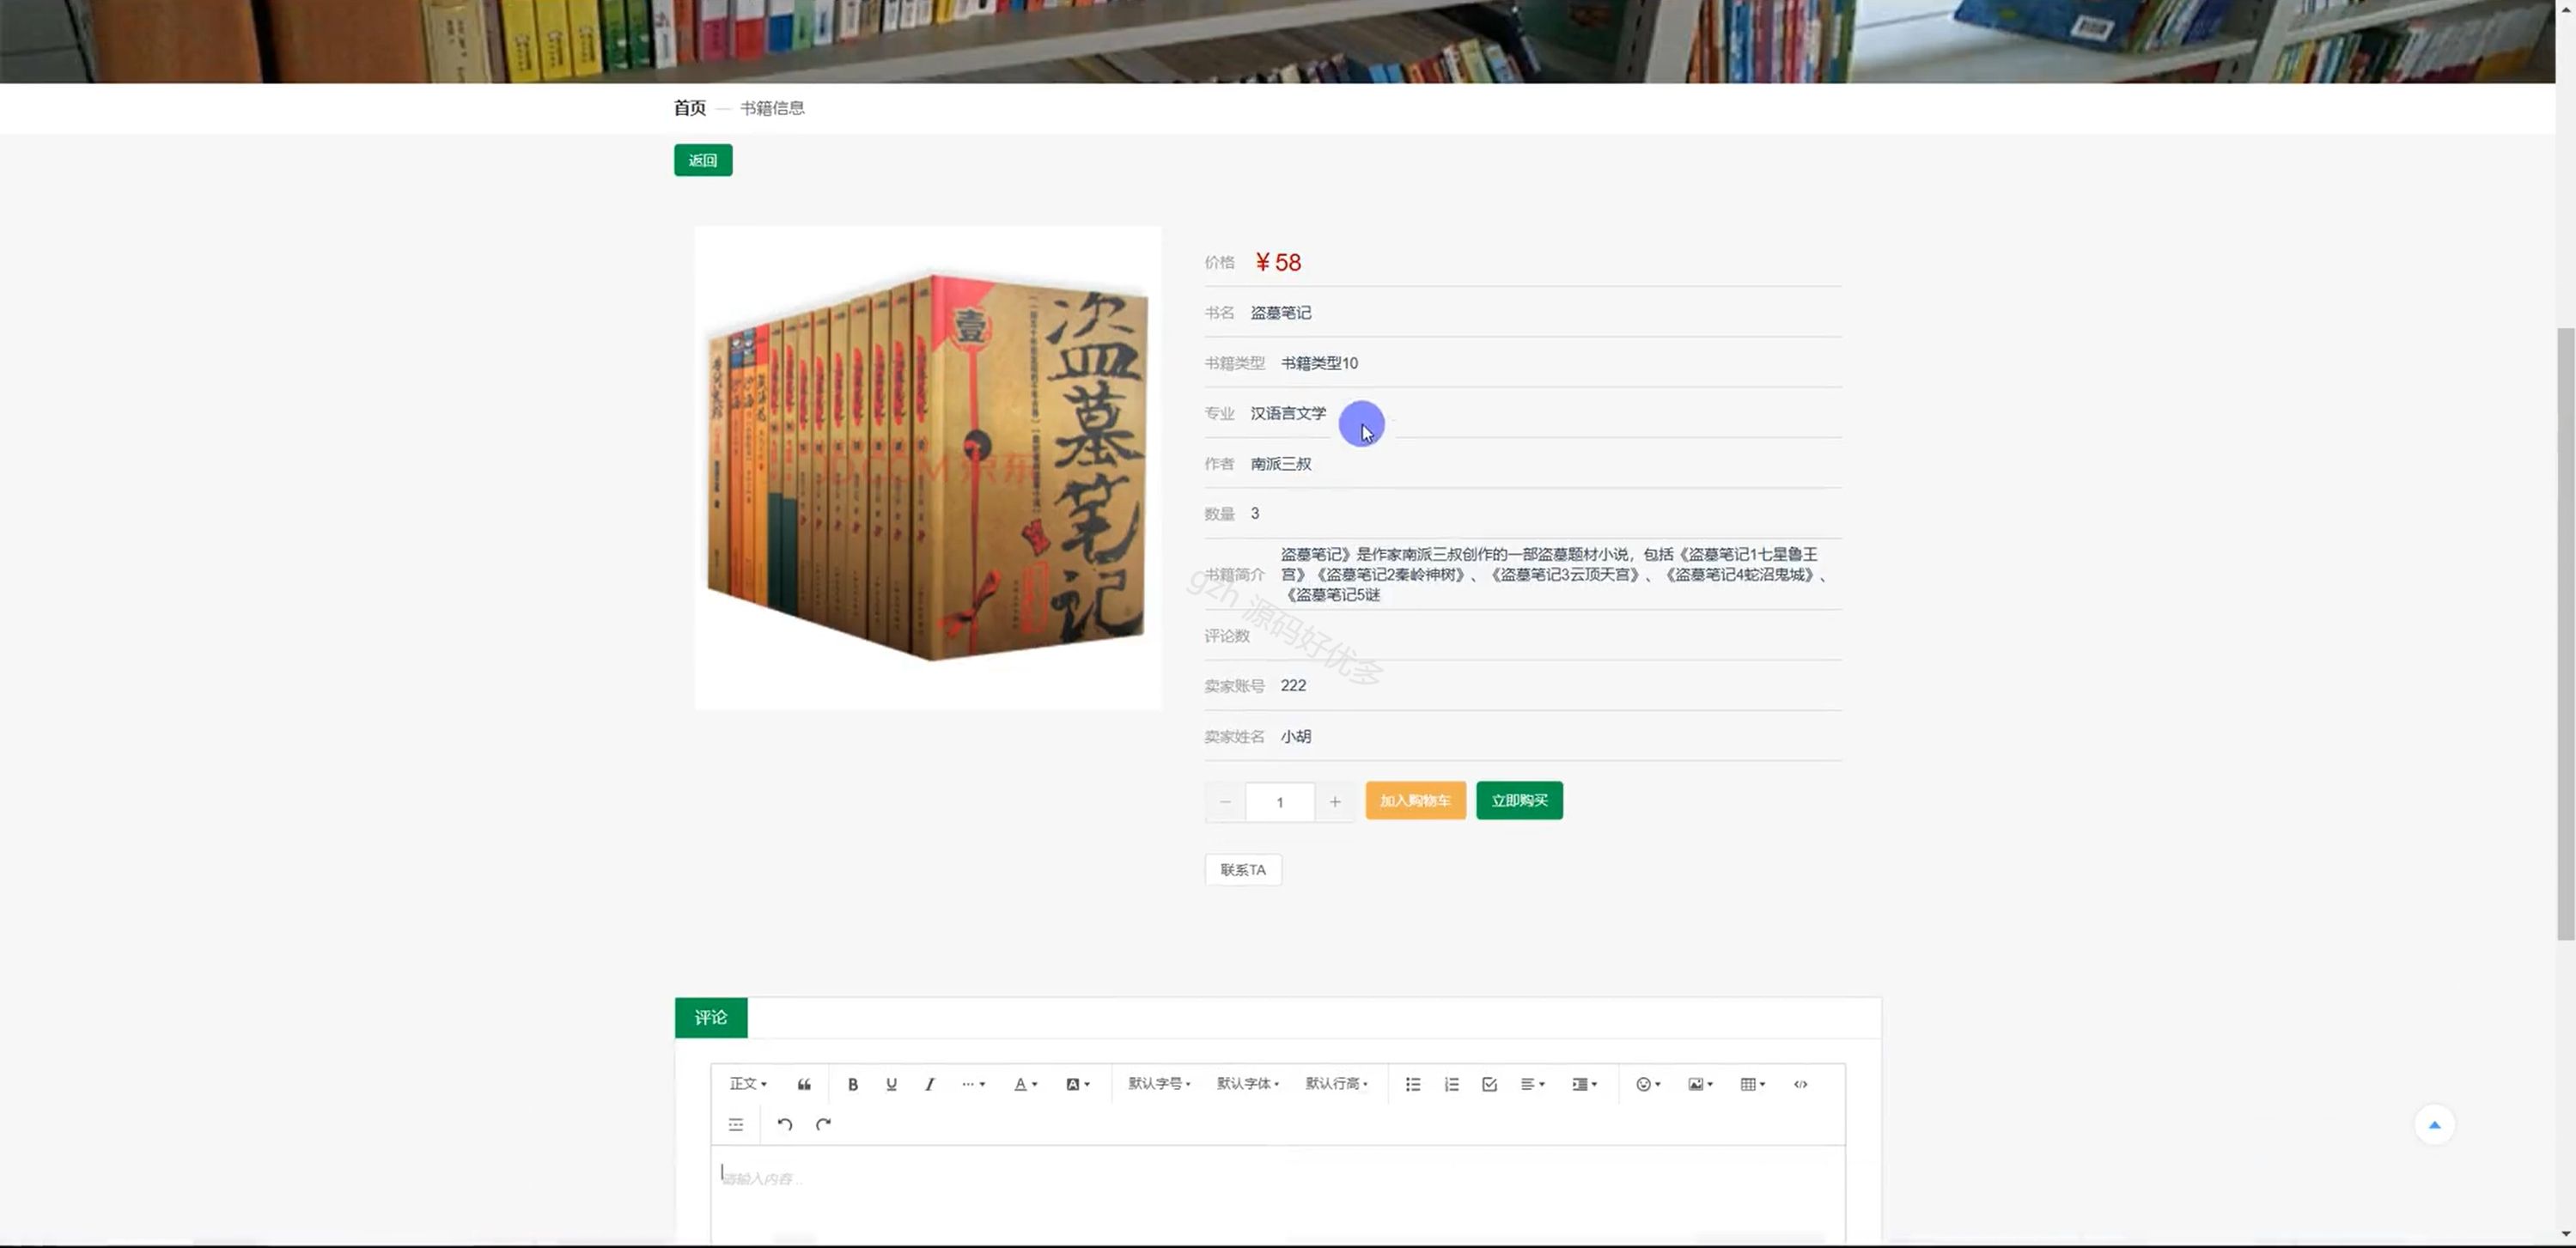 首页 — 书籍信息
返回
壹
盗墓笔记
价格 ¥ 58
书名 盗墓笔记
书籍类型 书籍类型10
专业 汉语言文学
作者 南派三叔
数量 3
书籍简介 盗墓笔记》是作家南派三叔创作的一部盗墓题材小说，包括《盗墓笔记1七星鲁王
宫》《盗墓笔记2秦岭神树》、《盗墓笔记3云顶天宫》、《盗墓笔记4蛇沼鬼城》、
《盗墓笔记5谜
gzh 源码好优多
评论数
卖家账号 222
卖家姓名 小胡
1 加入购物车 立即购买
联系TA
评论
正文 B U I A A 默认字号 默认字体 默认行高
请输入内容...